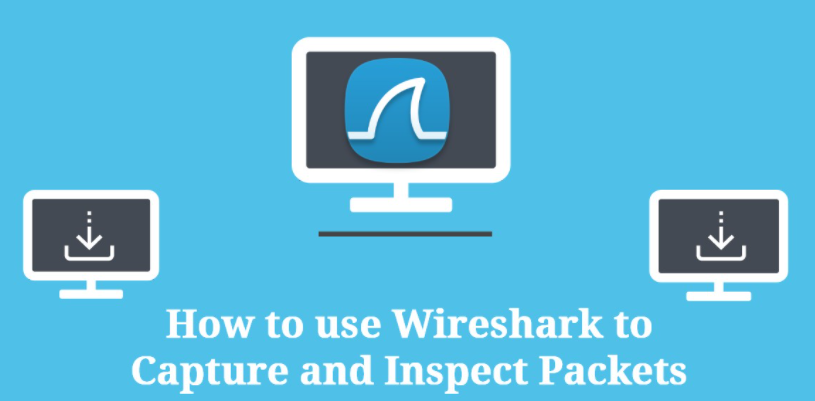 How to use Wireshark to
Capture and Inspect Packets